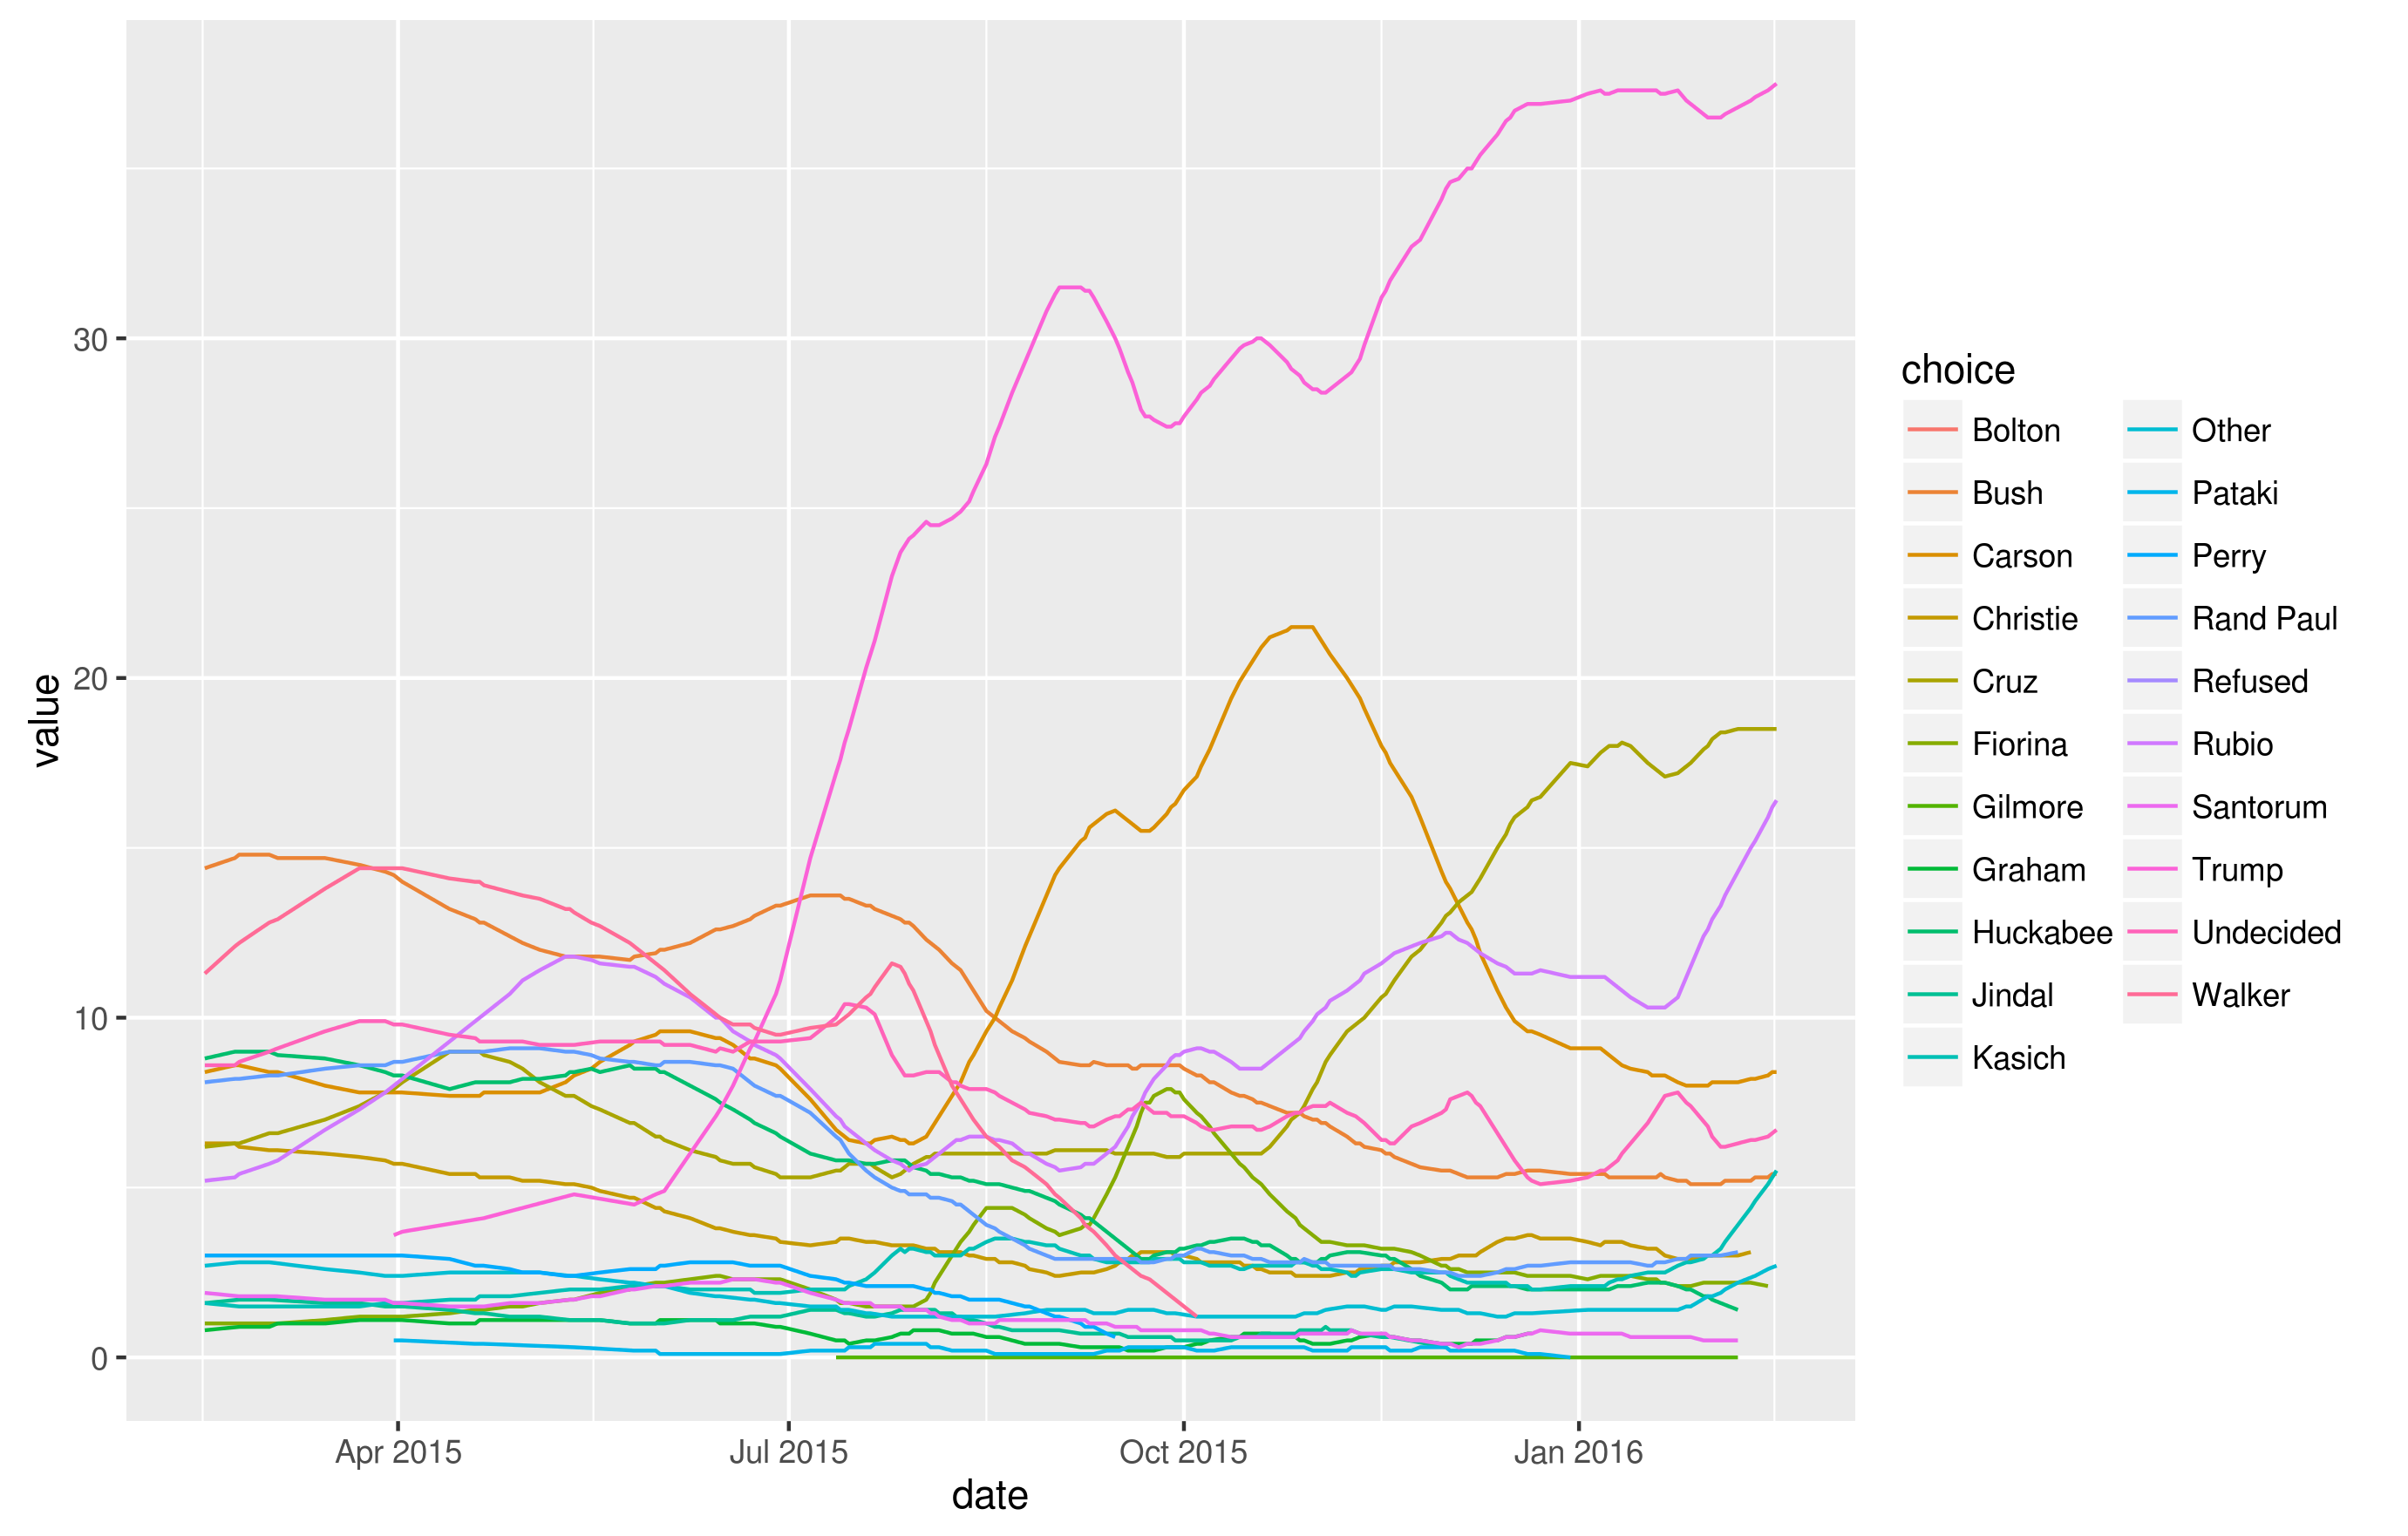 value
30
20
10
0
Apr 2015
Jul 2015
Oct 2015
Jan 2016
date
choice
Bolton
Bush
Carson
Christie
Cruz
Fiorina
Gilmore
Graham
Huckabee
Jindal
Kasich
Other
Pataki
Perry
Rand Paul
Refused
Rubio
Santorum
Trump
Undecided
Walker